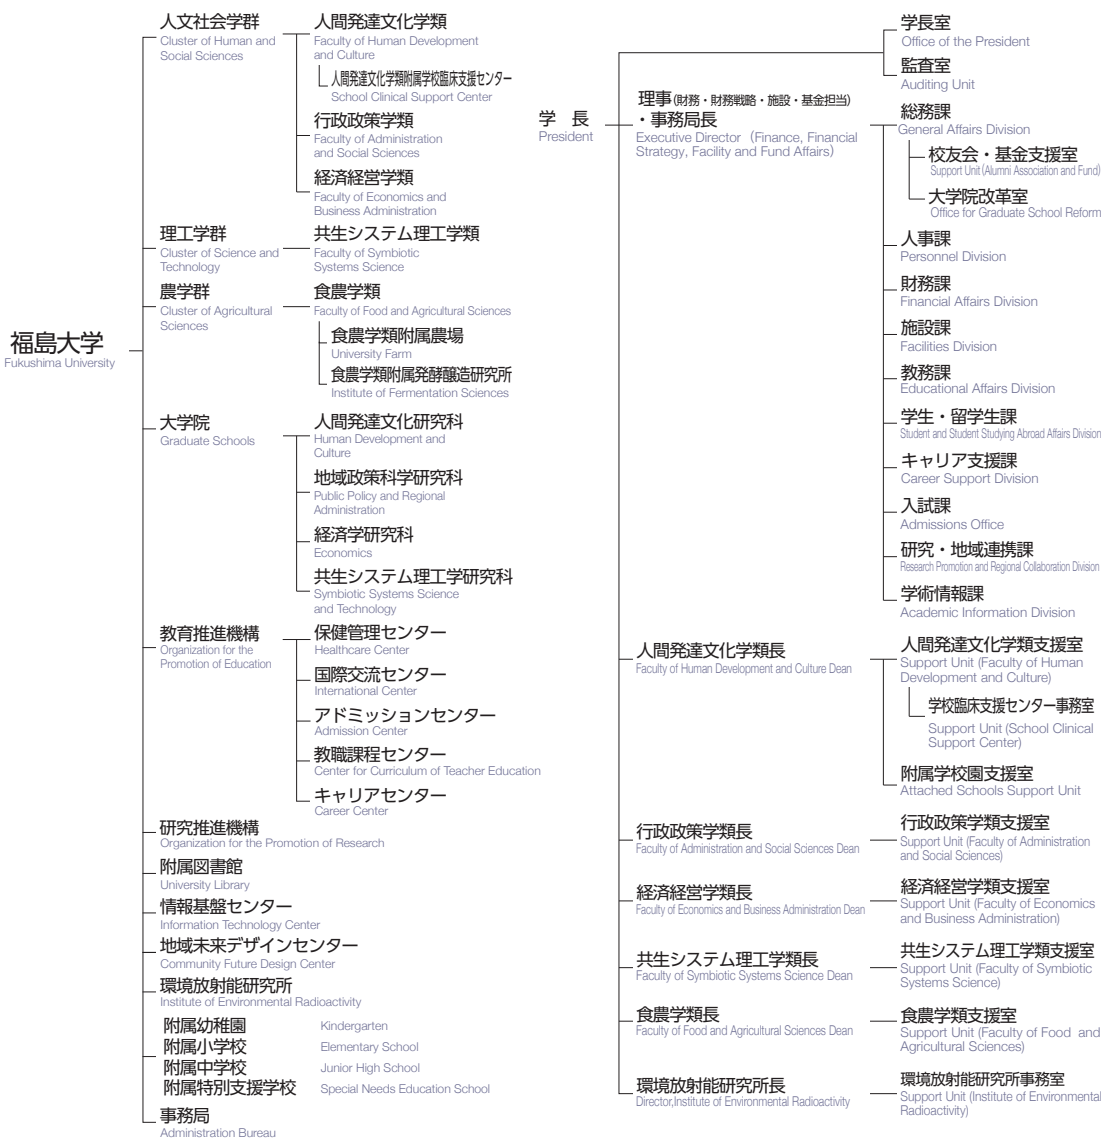 福島大学
Fukushima University
人文社会学群
Cluster of Human and
Social Sciences
人間発達文化学類
Faculty of Human Development
and Culture
人間発達文化学類附属学校臨床支援センター
School Clinical Support Center
行政政策学類
Faculty of Administration
and Social Sciences
経済経営学類
Faculty of Economics and
Business Administration
理工学群
Cluster of Science and
Technology
共生システム理工学類
Faculty of Symbiotic
Systems Science
農学群
Cluster of Agricultural
Sciences
食農学類
Faculty of Food and Agricultural Sciences
食農学類附属農場
University Farm
食農学類附属発酵醸造研究所
Institute of Fermentation Sciences
大学院
Graduate Schools
人間発達文化研究科
Human Development and
Culture
地域政策科学研究科
Public Policy and Regional
Administration
経済学研究科
Economics
共生システム理工学研究科
Symbiotic Systems Science
and Technology
教育推進機構
Organization for the
Promotion of Education
保健管理センター
Healthcare Center
国際交流センター
International Center
アドミッションセンター
Admission Center
教職課程センター
Center for Curriculum of Teacher Education
キャリアセンター
Career Center
研究推進機構
Organization for the Promotion of Research
附属図書館
University Library
情報基盤センター
Information Technology Center
地域未来デザインセンター
Community Future Design Center
環境放射能研究所
Institute of Environmental Radioactivity
附属幼稚園 Kindergarten
附属小学校 Elementary School
附属中学校 Junior High School
附属特別支援学校 Special Needs Education School
事務局
Administration Bureau
学 長
President
学長室
Office of the President
監査室
Auditing Unit
理事(財務・財務戦略・施設・基金担当)
・事務局長
Executive Director (Finance, Financial
Strategy, Facility and Fund Affairs)
総務課
General Affairs Division
校友会・基金支援室
Support Unit (Alumni Association and Fund)
大学院改革室
Office for Graduate School Reform
人事課
Personnel Division
財務課
Financial Affairs Division
施設課
Facilities Division
教務課
Educational Affairs Division
学生・留学生課
Student and Student Studying Abroad Affairs Division
キャリア支援課
Career Support Division
入試課
Admissions Office
研究・地域連携課
Research Promotion and Regional Collaboration Division
学術情報課
Academic Information Division
人間発達文化学類長
Faculty of Human Development and Culture Dean
人間発達文化学類支援室
Support Unit (Faculty of Human
Development and Culture)
学校臨床支援センター事務室
Support Unit (School Clinical
Support Center)
附属学校園支援室
Attached Schools Support Unit
行政政策学類長
Faculty of Administration and Social Sciences Dean
行政政策学類支援室
Support Unit (Faculty of Administration
and Social Sciences)
経済経営学類長
Faculty of Economics and Business Administration Dean
経済経営学類支援室
Support Unit (Faculty of Economics
and Business Administration)
共生システム理工学類長
Faculty of Symbiotic Systems Science Dean
共生システム理工学類支援室
Support Unit (Faculty of Symbiotic
Systems Science)
食農学類長
Faculty of Food and Agricultural Sciences Dean
食農学類支援室
Support Unit (Faculty of Food and
Agricultural Sciences)
環境放射能研究所長
Director,Institute of Environmental Radioactivity
環境放射能研究所事務室
Support Unit (Institute of Environmental
Radioactivity)